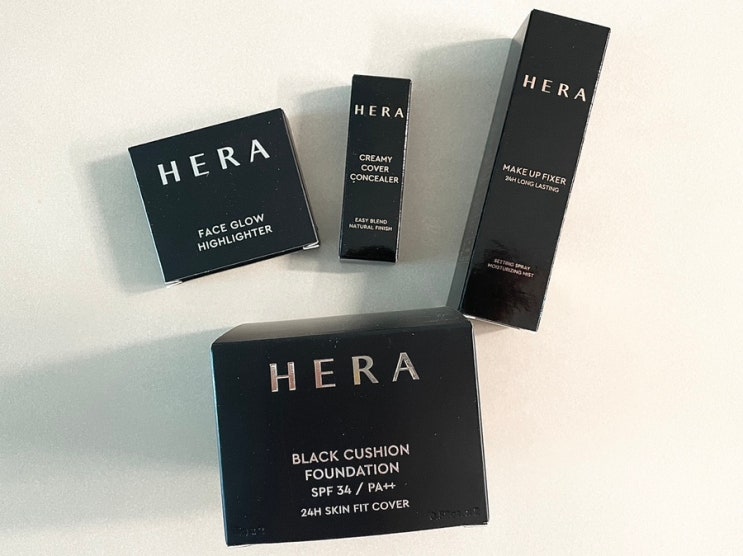 HERA
FACE GLOW
HIGHLIGHTER
HERA
CREAMY
COVER
CONCEALER
EASY BLEND
NATURAL FINISH
HERA
MAKE UP FIXER
24H LONG LASTING
SETTING SPRAY
MOISTURIZING MIST
HERA
BLACK CUSHION
FOUNDATION
SPF 34 / PA++
24H SKIN FIT COVER